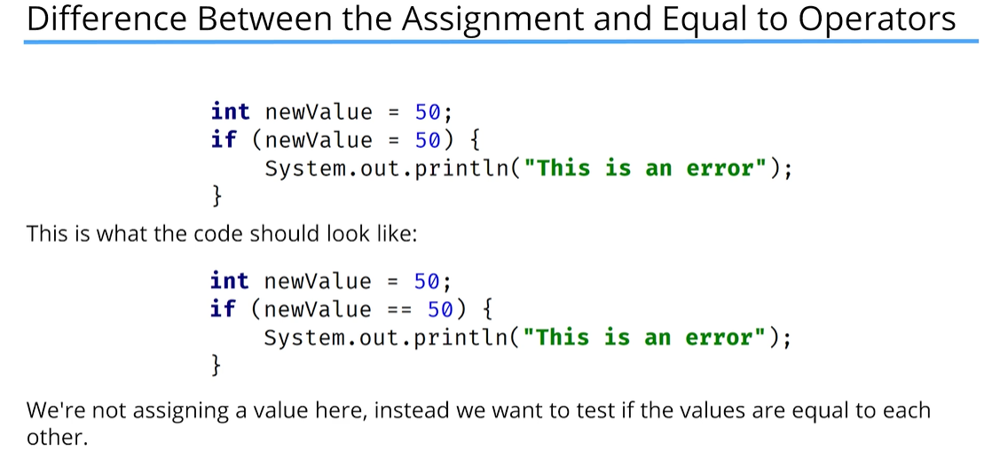 Difference Between the Assignment and Equal to Operators
int newValue = 50;
if (newValue = 50) {
    System.out.println("This is an error");
}
This is what the code should look like:
int newValue = 50;
if (newValue == 50) {
    System.out.println("This is an error");
}
We're not assigning a value here, instead we want to test if the values are equal to each
other.